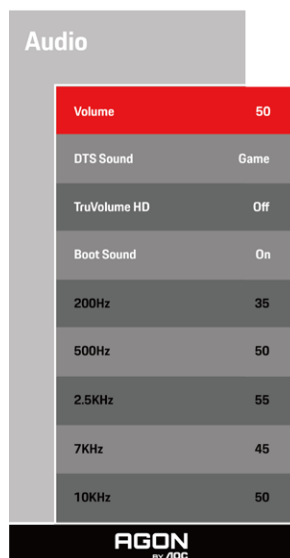 Audio
Volume 50
DTS Sound Game
TruVolume HD Off
Boot Sound On
200Hz 35
500Hz 50
2.5KHz 55
7KHz 45
10KHz 50
AGON
BY AOC